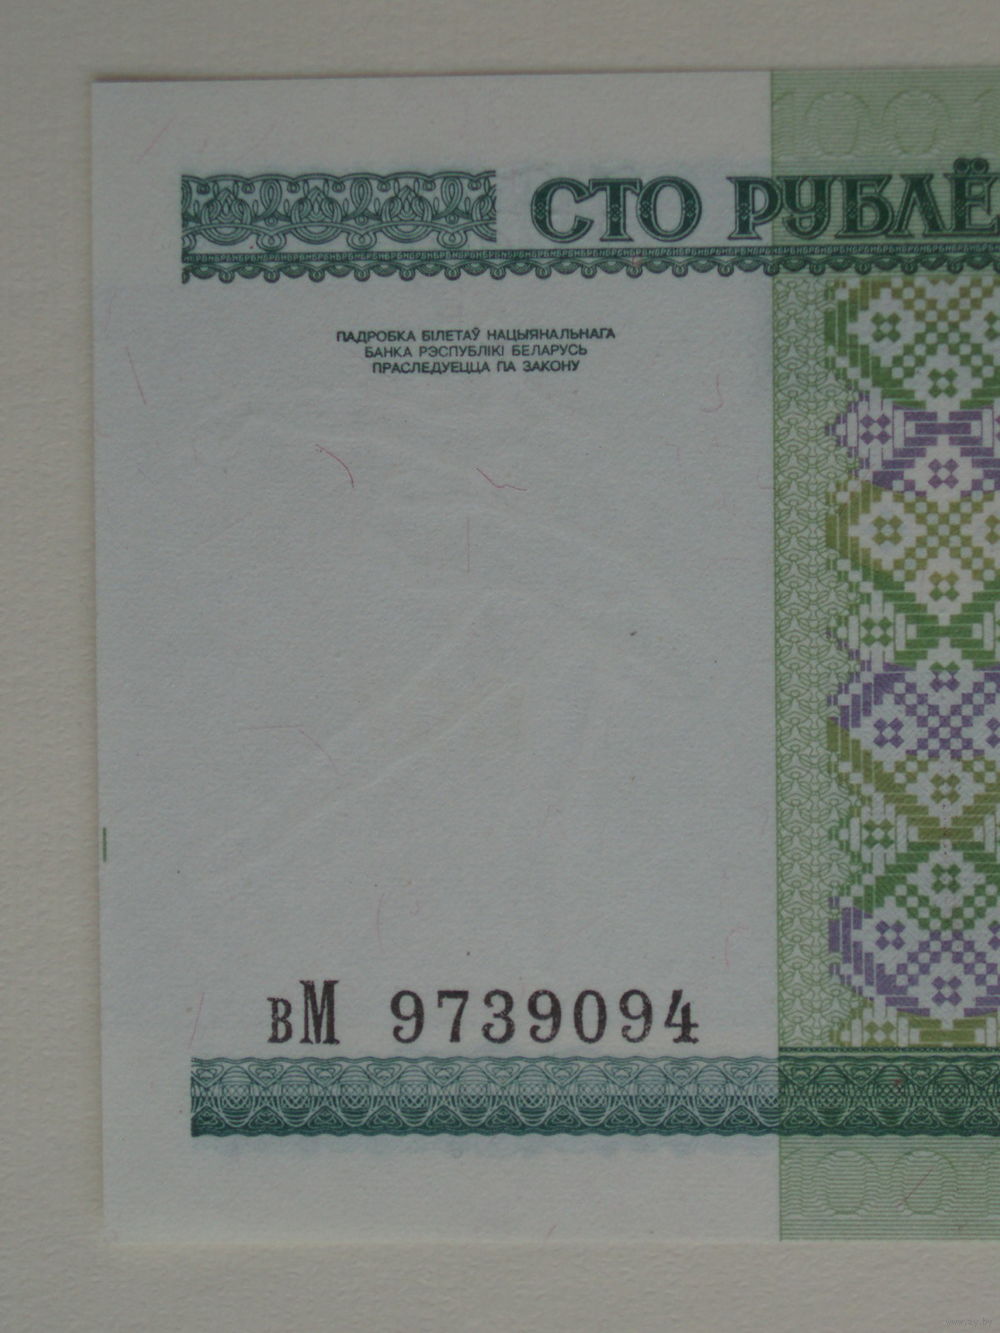 СТО РУБЛЁ
ПАДРОБКА БІЛЕТАЎ НАЦЫЯНАЛЬНАГА
БАНКА РЭСПУБЛІКІ БЕЛАРУСЬ
ПРАСЛЕДУЕЦЦА ПА ЗАКОНУ
вМ 9739094